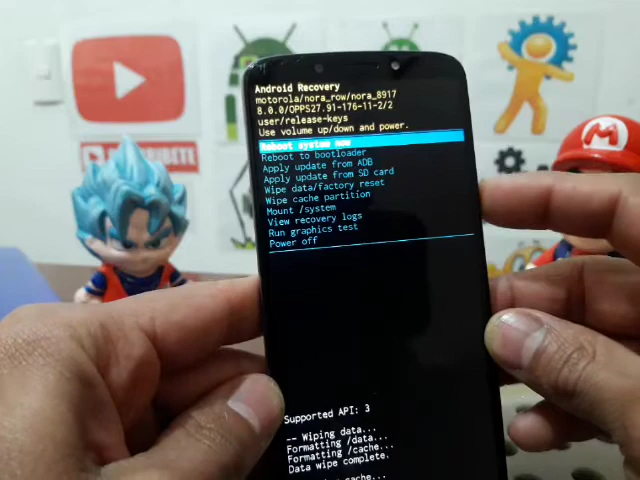 Android Recovery
motorola/nora_row/nora_8917
8.0.0/OPPS27.91-176-11-2/2
user/release-keys
Use volume up/down and power.
Reboot system now
Reboot to bootloader
Apply update from ADB
Apply update from SD card
Wipe data/factory reset
Wipe cache partition
Mount /system
View recovery logs
Run graphics test
Power off
Supported API: 3
-- Wiping data...
Formatting /data...
Formatting /cache...
Data wipe complete.
cache...
M